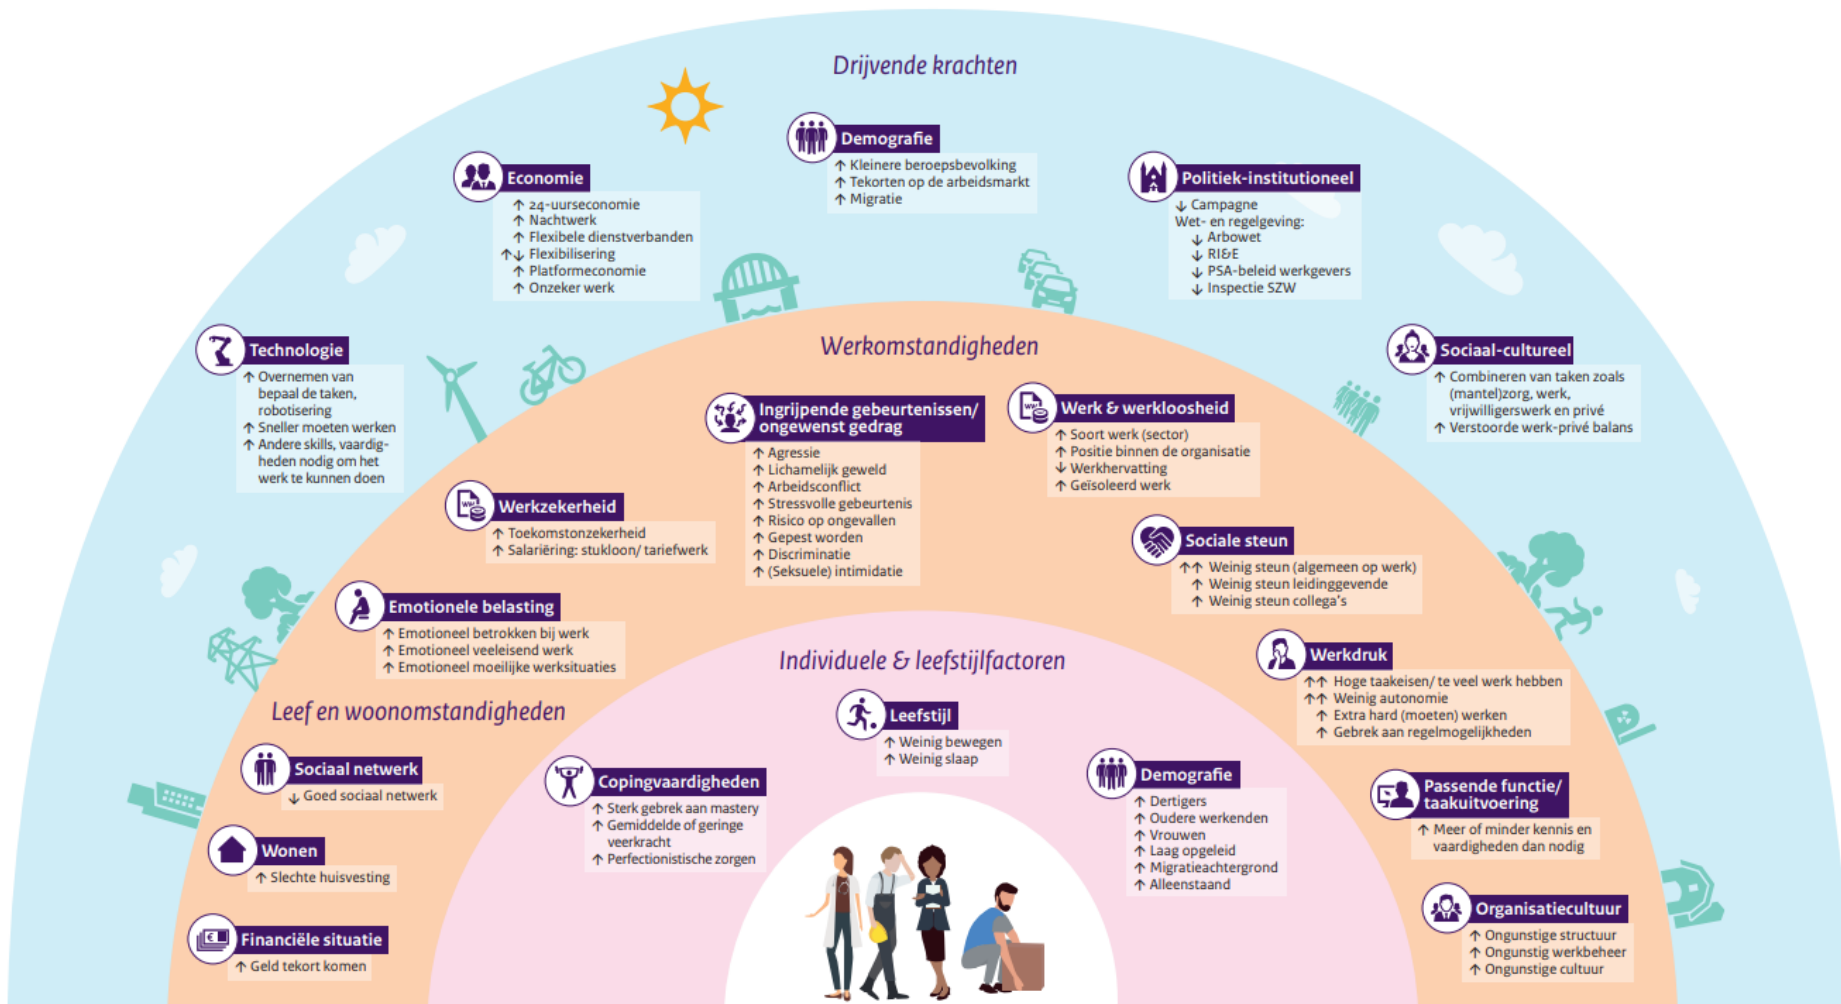 Drijvende krachten
Demografie
↑ Kleinere beroepsbevolking
↑ Tekorten op de arbeidsmarkt
↑ Migratie
Economie
↑ 24-uurseconomie
↑ Nachtwerk
↑ Flexibele dienstverbanden
↑↓ Flexibilisering
↑ Platformeconomie
↑ Onzeker werk
Politiek-institutioneel
↓ Campagne
Wet- en regelgeving:
↓ Arbowet
↓ RI&E
↓ PSA-beleid werkgevers
↓ Inspectie SZW
Technologie
↑ Overnemen van
bepaal de taken,
robotisering
↑ Sneller moeten werken
↑ Andere skills, vaardig-
heden nodig om het
werk te kunnen doen
Sociaal-cultureel
↑ Combineren van taken zoals
(mantel)zorg, werk,
vrijwilligerswerk en privé
↑ Verstoorde werk-privé balans
Werkomstandigheden
Ingrijpende gebeurtenissen/
ongewenst gedrag
↑ Agressie
↑ Lichamelijk geweld
↑ Arbeidsconflict
↑ Stressvolle gebeurtenis
↑ Risico op ongevallen
↑ Gepest worden
↑ Discriminatie
↑ (Seksuele) intimidatie
Werk & werkloosheid
↑ Soort werk (sector)
↑ Positie binnen de organisatie
↓ Werkhervatting
↑ Geïsoleerd werk
Werkzekerheid
↑ Toekomstonzekerheid
↑ Salariëring: stukloon/ tariefwerk
Sociale steun
↑↑ Weinig steun (algemeen op werk)
↑ Weinig steun leidinggevende
↑ Weinig steun collega's
Emotionele belasting
↑ Emotioneel betrokken bij werk
↑ Emotioneel veeleisend werk
↑ Emotioneel moeilijke werksituaties
Werkdruk
↑↑ Hoge taakeisen/ te veel werk hebben
↑↑ Weinig autonomie
↑ Extra hard (moeten) werken
↑ Gebrek aan regelmogelijkheden
Passende functie/
taakuitvoering
↑ Meer of minder kennis en
vaardigheden dan nodig
Organisatiecultuur
↑ Ongunstige structuur
↑ Ongunstig werkbeheer
↑ Ongunstige cultuur
Leef en woonomstandigheden
Sociaal netwerk
↓ Goed sociaal netwerk
Wonen
↑ Slechte huisvesting
Financiële situatie
↑ Geld tekort komen
Individuele & leefstijlfactoren
Leefstijl
↑ Weinig bewegen
↑ Weinig slaap
Copingvaardigheden
↑ Sterk gebrek aan mastery
↑ Gemiddelde of geringe
veerkracht
↑ Perfectionistische zorgen
Demografie
↑ Dertigers
↑ Oudere werkenden
↑ Vrouwen
↑ Laag opgeleid
↑ Migratieachtergrond
↑ Alleenstaand